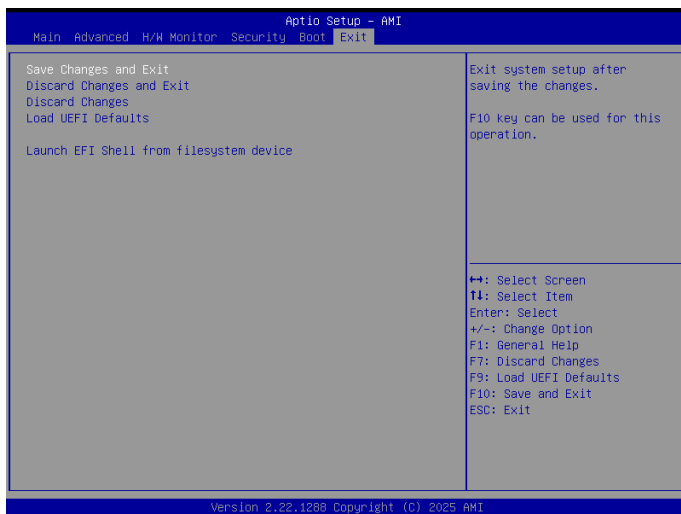 Aptio Setup – AMI
Main Advanced H/W Monitor Security Boot Exit
Save Changes and Exit
Discard Changes and Exit
Discard Changes
Load UEFI Defaults
Launch EFI Shell from filesystem device
Exit system setup after
saving the changes.
F10 key can be used for this
operation.
↔: Select Screen
↑↓: Select Item
Enter: Select
+/-: Change Option
F1: General Help
F7: Discard Changes
F9: Load UEFI Defaults
F10: Save and Exit
ESC: Exit
Version 2.22.1288 Copyright (C) 2025 AMI